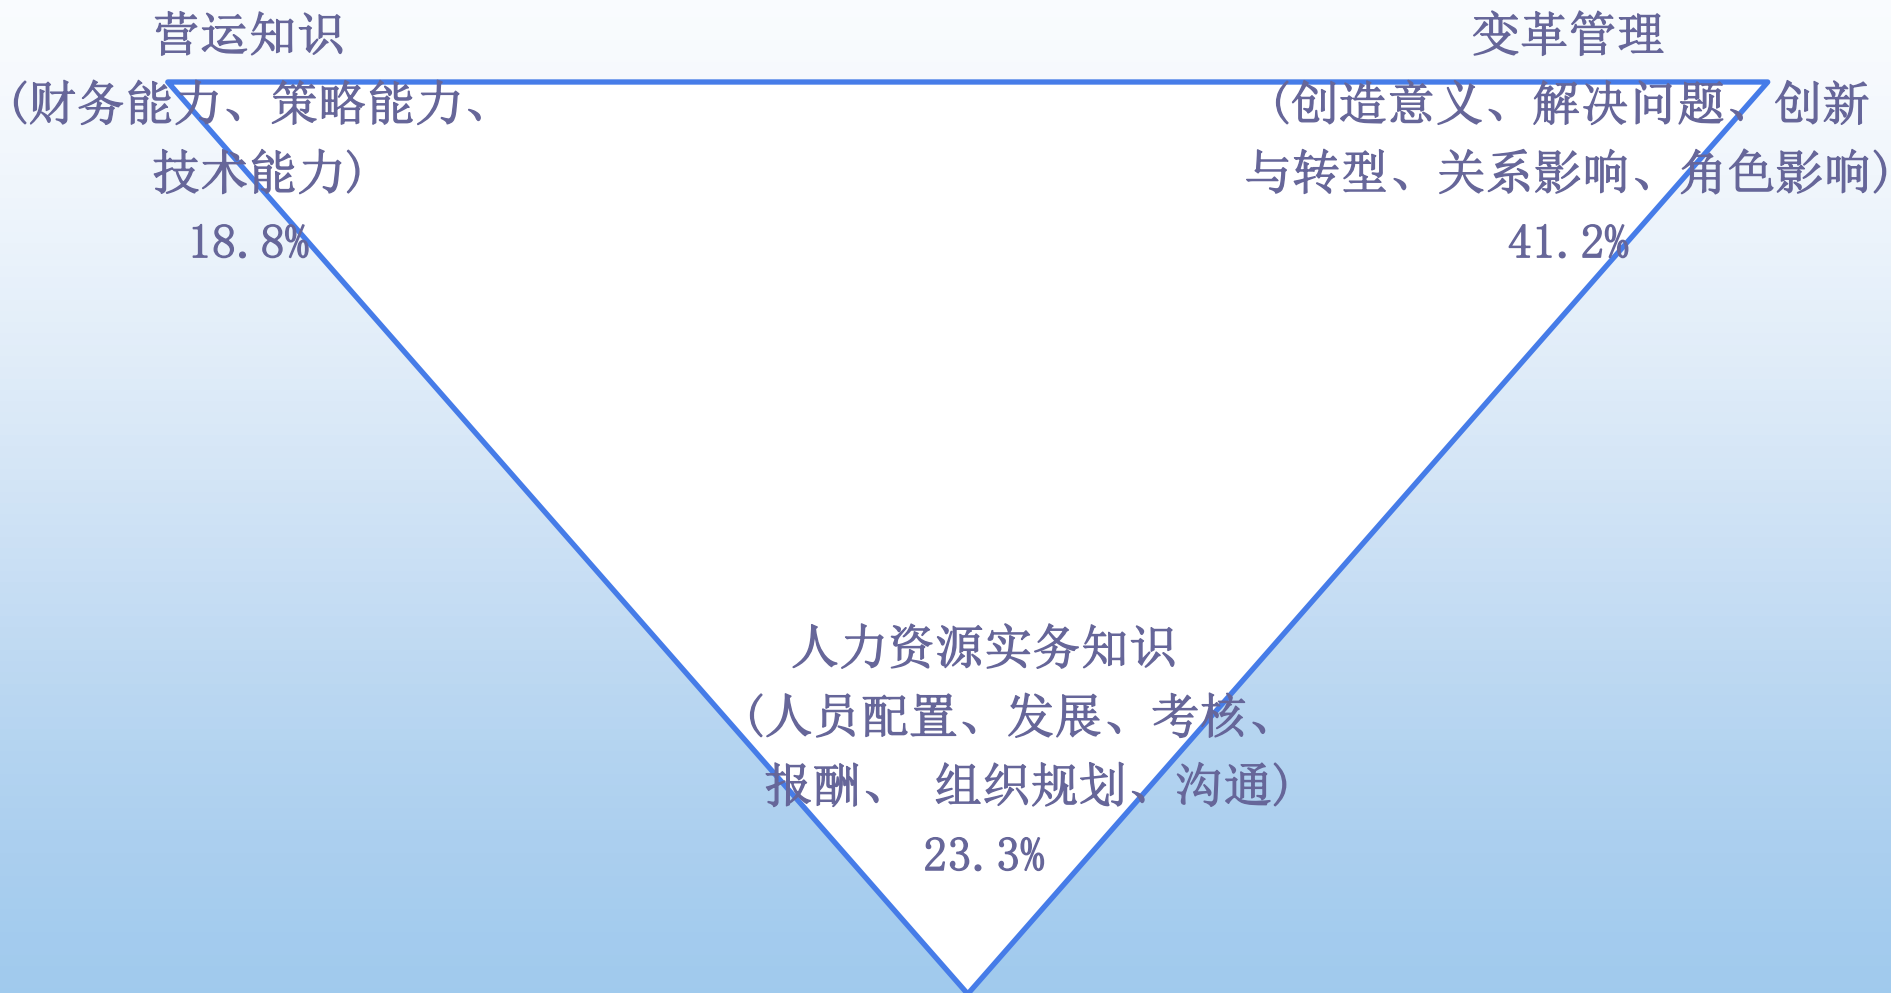 营运知识
(财务能力、策略能力、
技术能力)
18.8%
变革管理
(创造意义、解决问题、创新
与转型、关系影响、角色影响)
41.2%
人力资源实务知识
(人员配置、发展、考核、
报酬、 组织规划、沟通)
23.3%